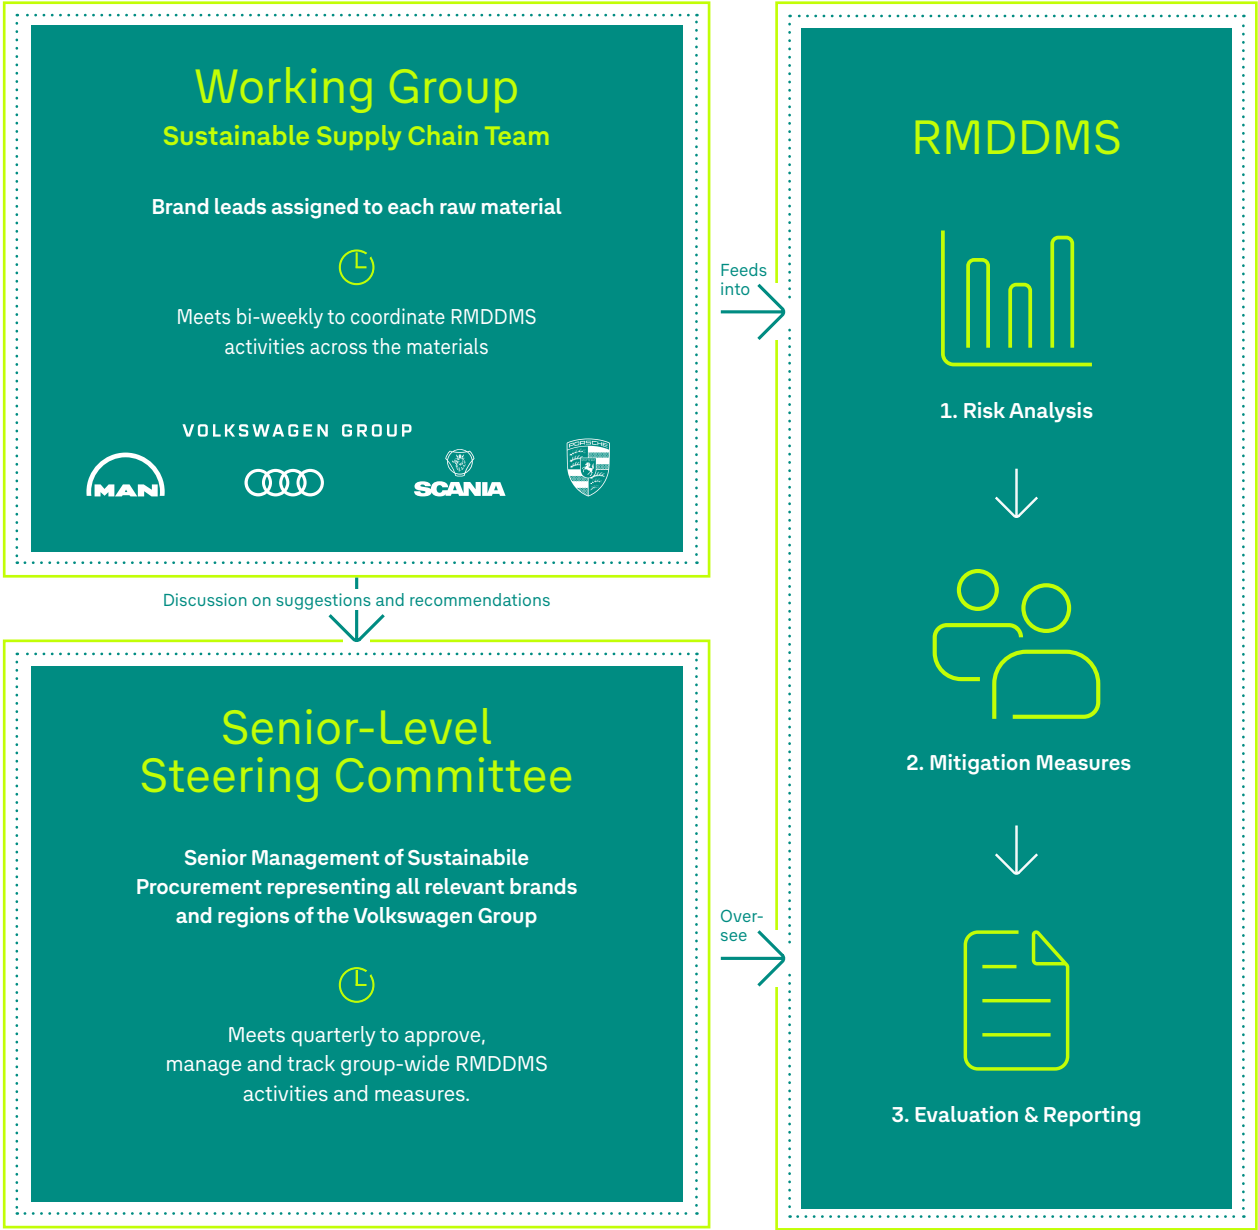 Working Group
Sustainable Supply Chain Team
Brand leads assigned to each raw material
Meets bi-weekly to coordinate RMDDMS
activities across the materials
VOLKSWAGEN GROUP
MAN
SCANIA
PORSCHE
Feeds
into
Discussion on suggestions and recommendations
Senior-Level
Steering Committee
Senior Management of Sustainabile
Procurement representing all relevant brands
and regions of the Volkswagen Group
Meets quarterly to approve,
manage and track group-wide RMDDMS
activities and measures.
Over-
see
RMDDMS
1. Risk Analysis
2. Mitigation Measures
3. Evaluation & Reporting